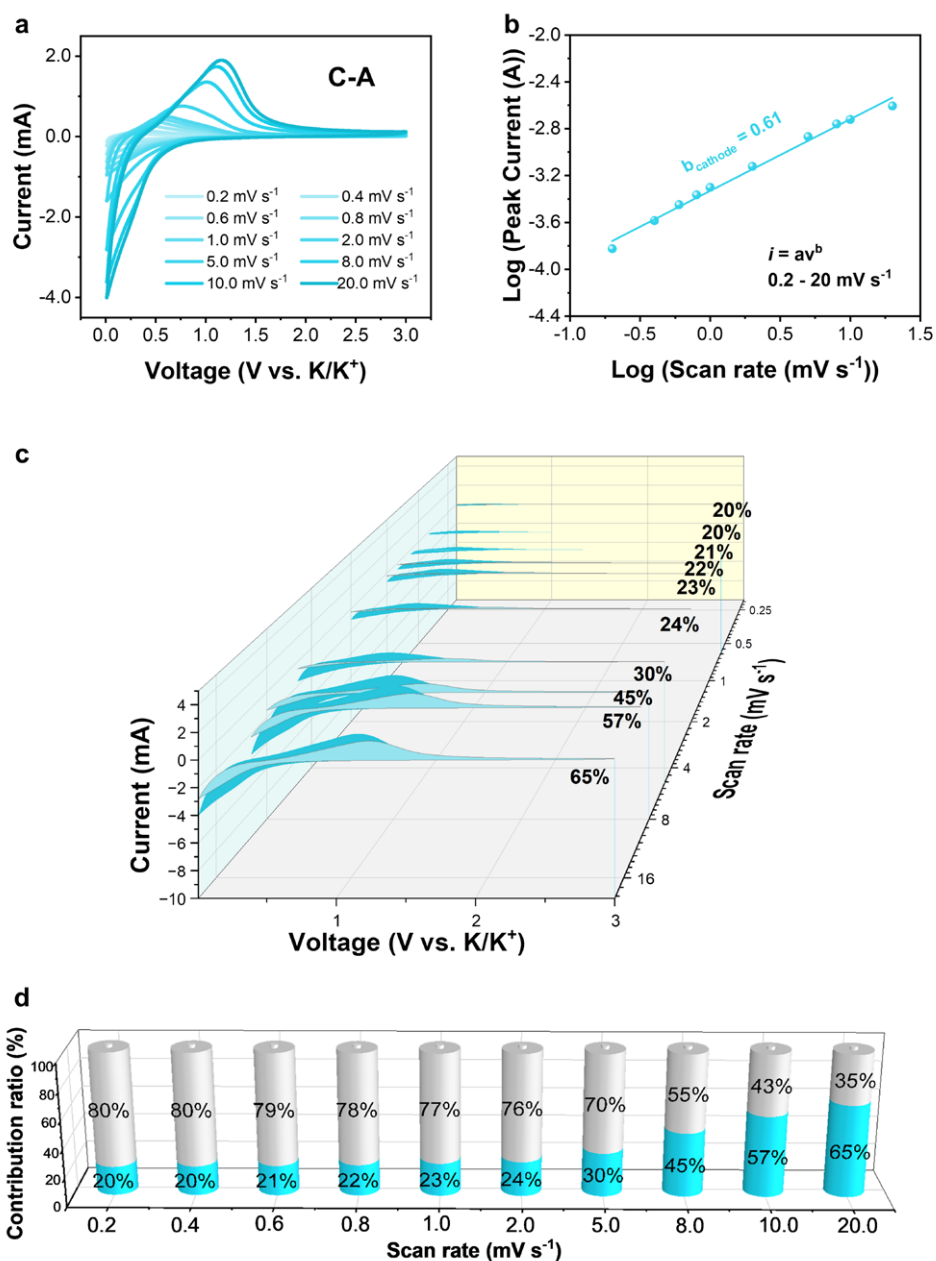 a
2.0
0.0
-2.0
-4.0
Current (mA)
C-A
0.2 mV s⁻¹ 0.4 mV s⁻¹
0.6 mV s⁻¹ 0.8 mV s⁻¹
1.0 mV s⁻¹ 2.0 mV s⁻¹
5.0 mV s⁻¹ 8.0 mV s⁻¹
10.0 mV s⁻¹ 20.0 mV s⁻¹
0.0 0.5 1.0 1.5 2.0 2.5 3.0
Voltage (V vs. K/K⁺)
b
-2.0
-2.4
-2.8
-3.2
-3.6
-4.0
-4.4
Log (Peak Current (A))
b_cathode = 0.61
i = avᵇ
0.2 - 20 mV s⁻¹
-1.0 -0.5 0.0 0.5 1.0 1.5
Log (Scan rate (mV s⁻¹))
c
20%
20%
21%
22%
23%
24%
30%
45%
57%
65%
4
2
0
-2
-4
-6
-8
-10
Current (mA)
1 2 3
Voltage (V vs. K/K⁺)
0.25
0.5
1
2
4
8
16
Scan rate (mV s⁻¹)
d
Contribution ratio (%)
100
80
60
40
20
0
80% 80% 79% 78% 77% 76% 70% 55% 43% 35%
20% 20% 21% 22% 23% 24% 30% 45% 57% 65%
0.2 0.4 0.6 0.8 1.0 2.0 5.0 8.0 10.0 20.0
Scan rate (mV s⁻¹)